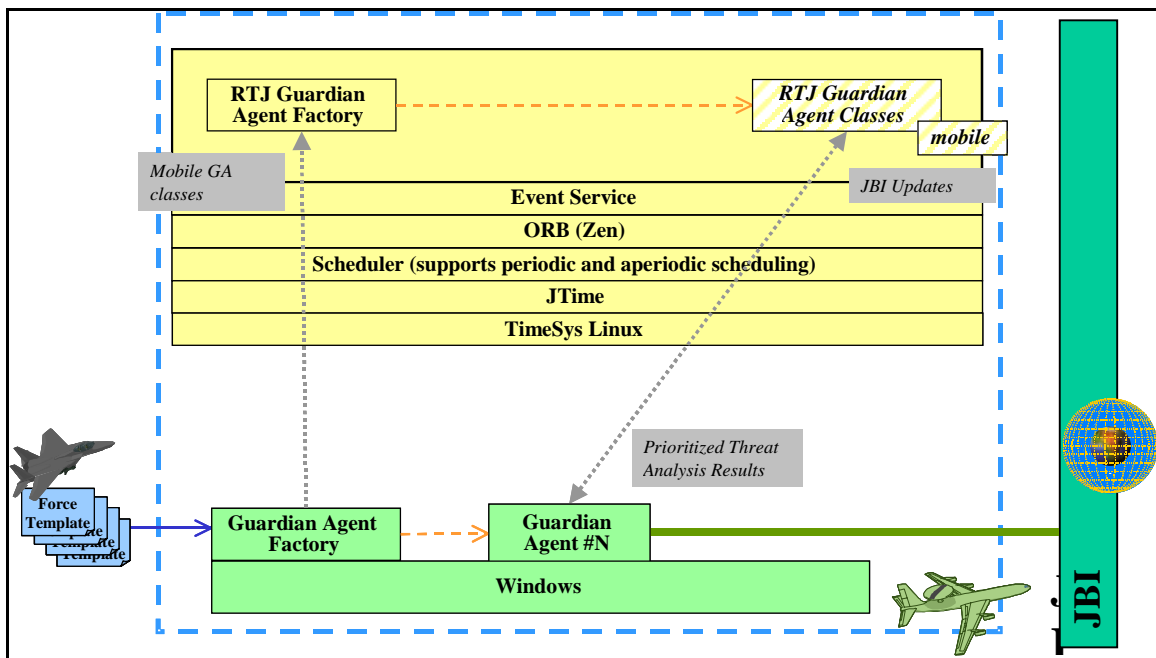 RTJ Guardian
Agent Factory
RTJ Guardian
Agent Classes
mobile
Mobile GA
classes
JBI Updates
Event Service
ORB (Zen)
Scheduler (supports periodic and aperiodic scheduling)
JTime
TimeSys Linux
Prioritized Threat
Analysis Results
Force
Template
Template
Guardian Agent
Factory
Guardian
Agent #N
Windows
JBI